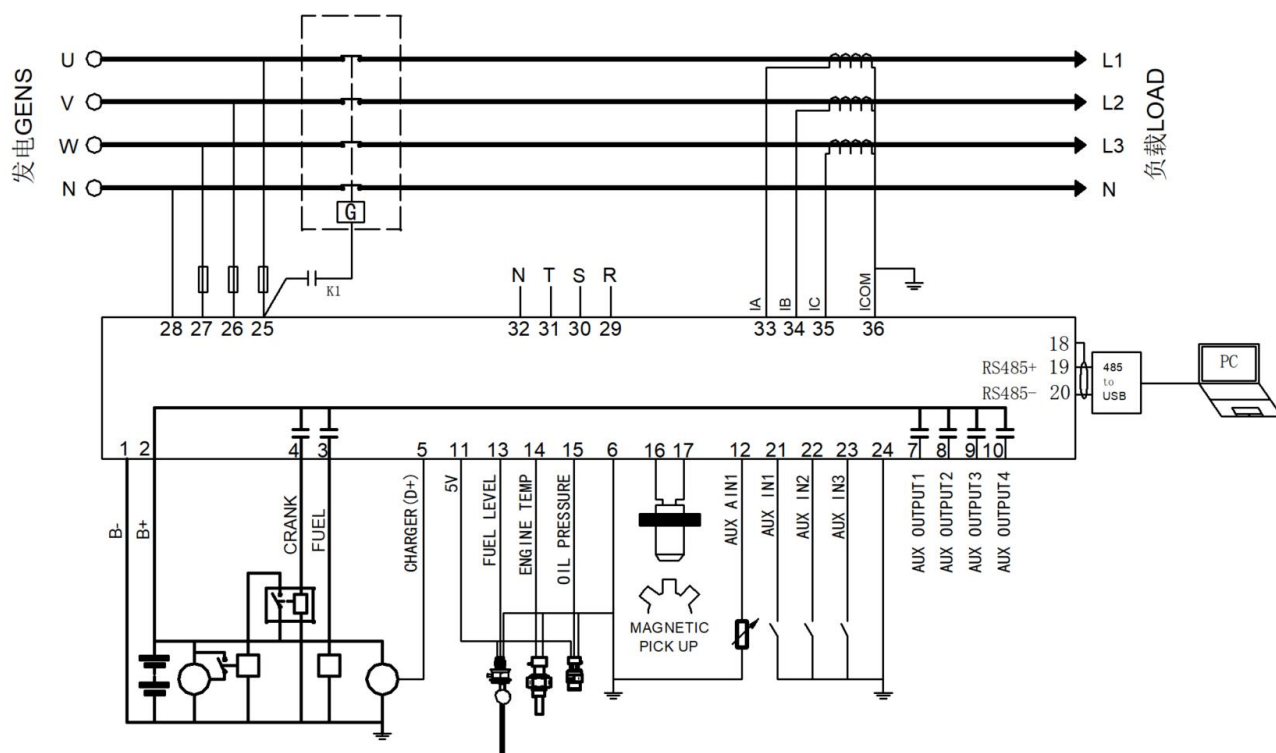 发电GENS
U
V
W
N
G
K1
L1
L2
L3
N
负载LOAD
N T S R
IA
IB
IC
ICOM
28 27 26 25 32 31 30 29 33 34 35 36
18
RS485+ 19
RS485- 20
485
to
USB
PC
1 2 4 3 5 11 13 14 15 6 16 17 12 21 22 23 24 7 8 9 10
B-
B+
CRANK
FUEL
CHARGER(D+)
5V
FUEL LEVEL
ENGINE TEMP
OIL PRESSURE
MAGNETIC
PICK UP
AUX AIN1
AUX IN1
AUX IN2
AUX IN3
AUX OUTPUT1
AUX OUTPUT2
AUX OUTPUT3
AUX OUTPUT4